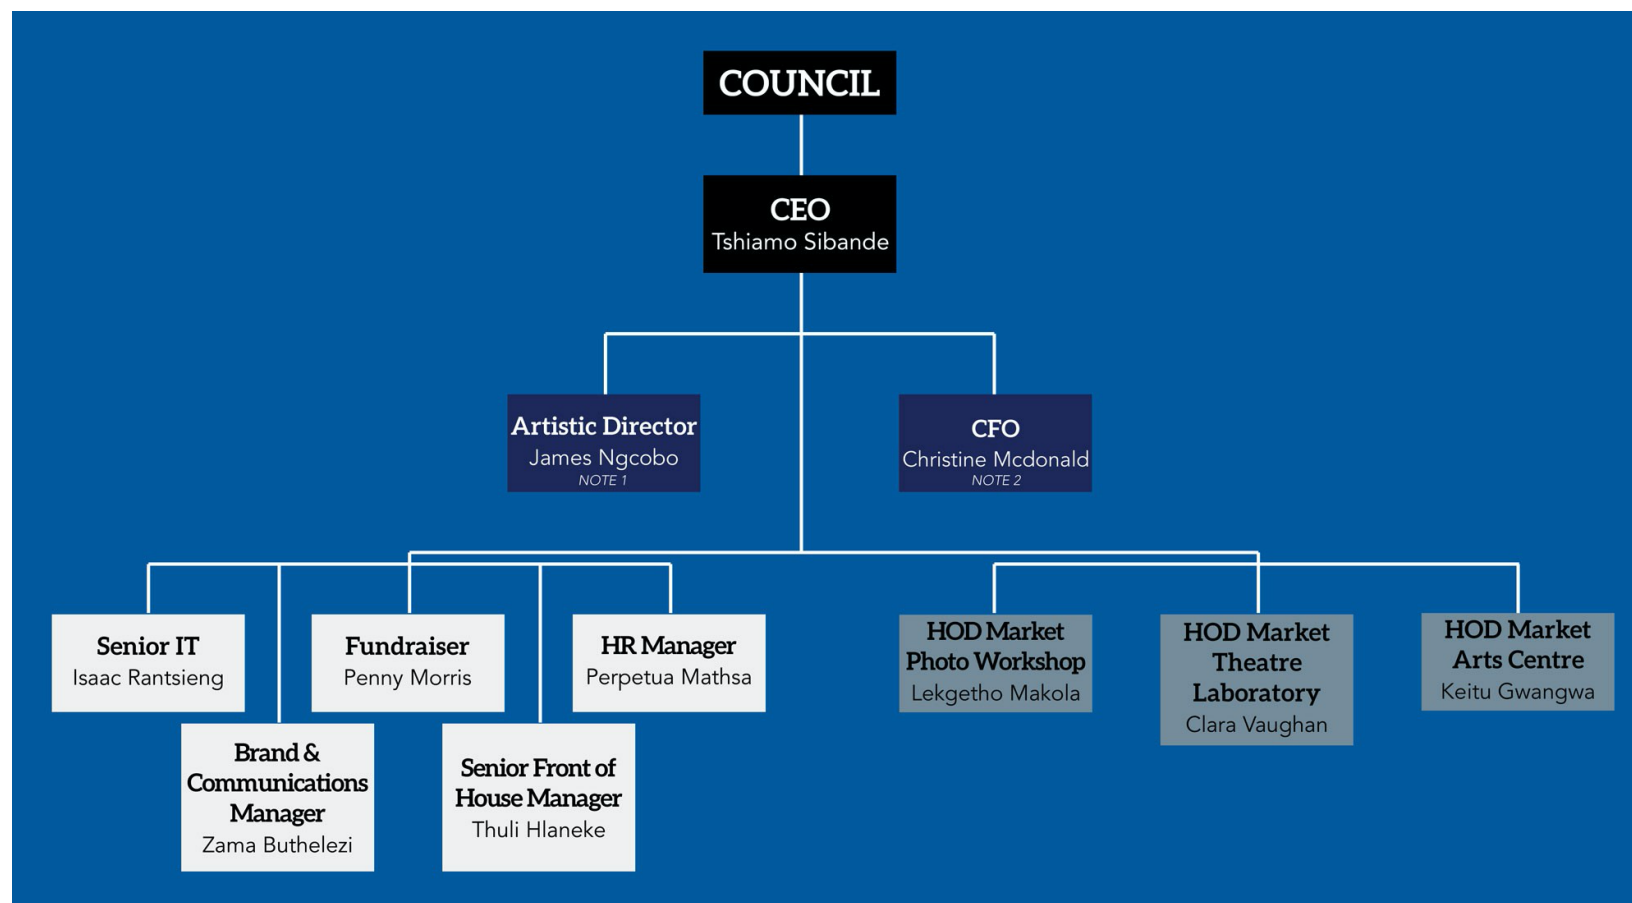 COUNCIL
CEO
Tshiamo Sibande
Artistic Director
James Ngcobo
NOTE 1
CFO
Christine Mcdonald
NOTE 2
Senior IT
Isaac Rantsieng
Fundraiser
Penny Morris
HR Manager
Perpetua Mathsa
HOD Market
Photo Workshop
Lekgetho Makola
HOD Market
Theatre
Laboratory
Clara Vaughan
HOD Market
Arts Centre
Keitu Gwangwa
Brand &
Communications
Manager
Zama Buthelezi
Senior Front of
House Manager
Thuli Hlaneke